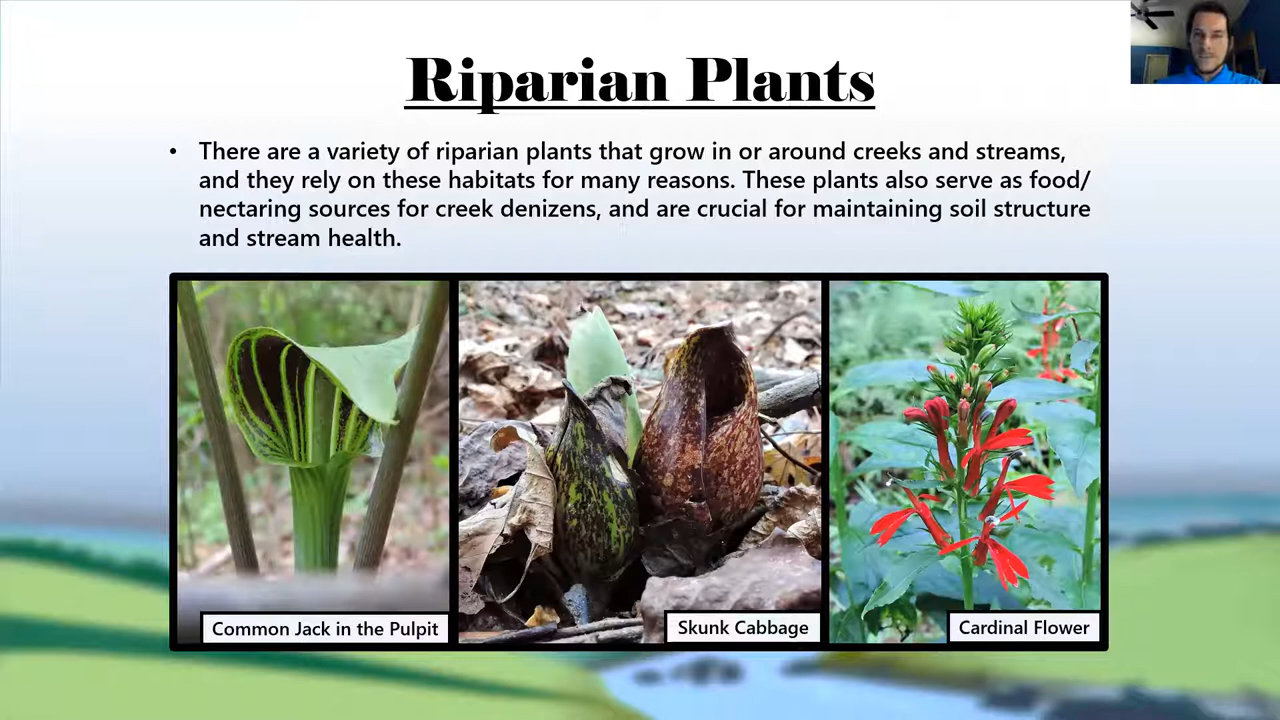 Riparian Plants
• There are a variety of riparian plants that grow in or around creeks and streams,
and they rely on these habitats for many reasons. These plants also serve as food/
nectaring sources for creek denizens, and are crucial for maintaining soil structure
and stream health.
Common Jack in the Pulpit
Skunk Cabbage
Cardinal Flower